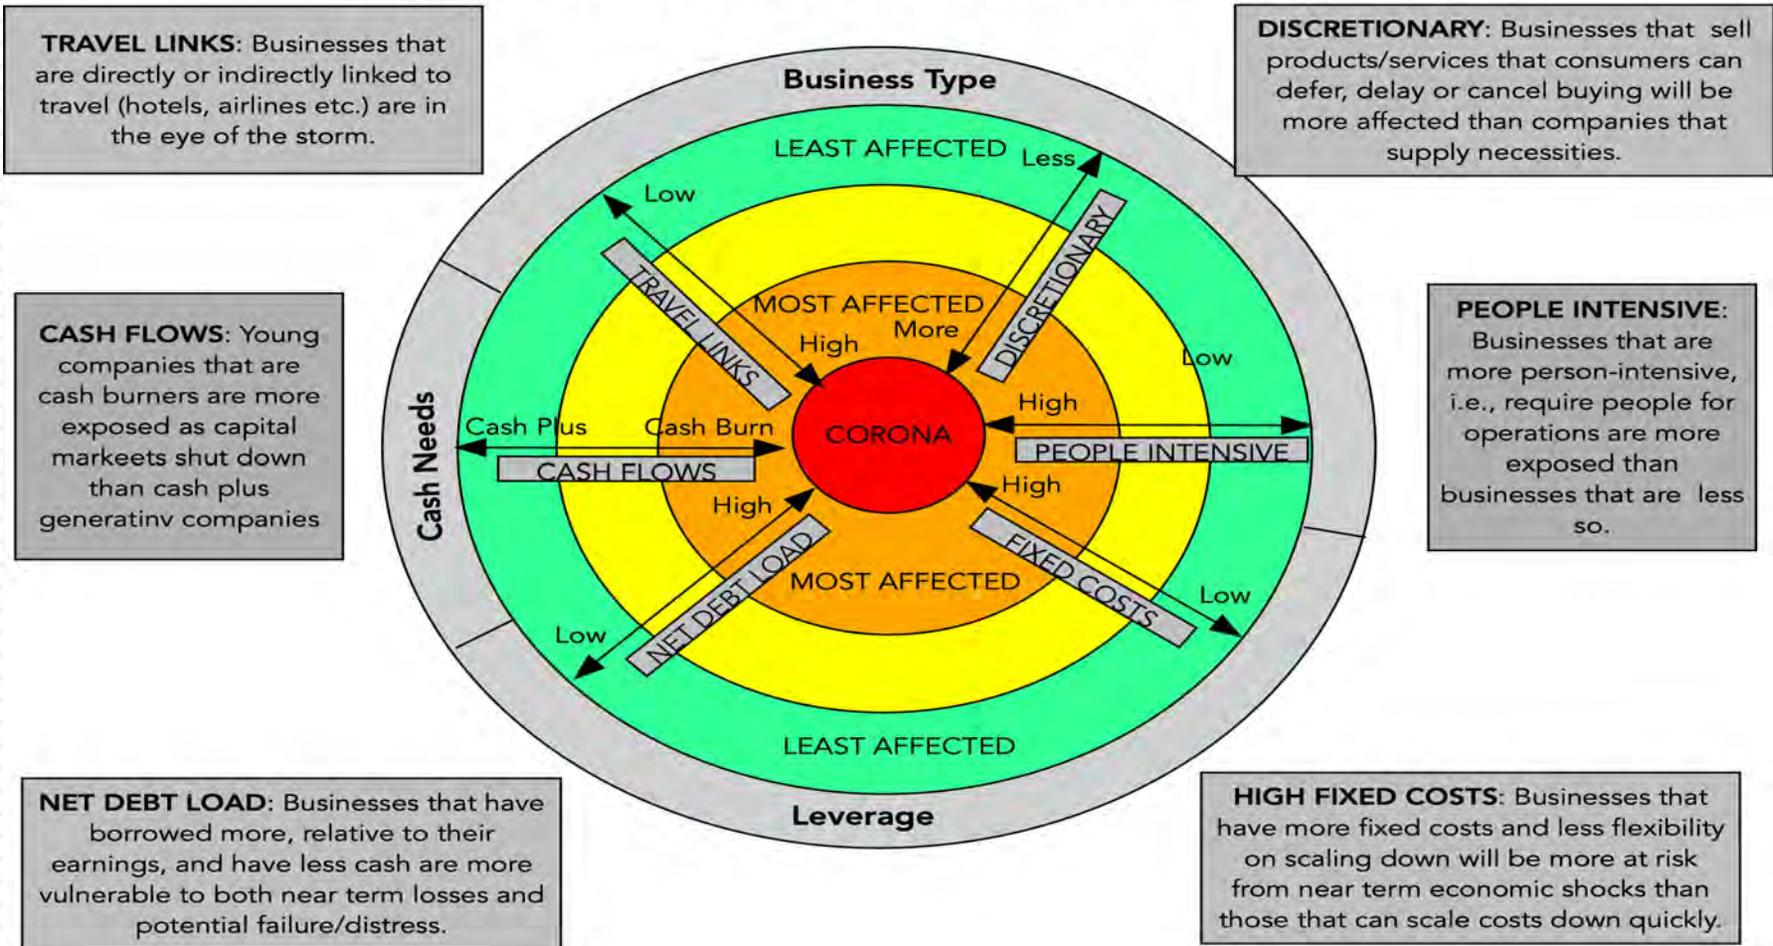 TRAVEL LINKS: Businesses that
are directly or indirectly linked to
travel (hotels, airlines etc.) are in
the eye of the storm.
DISCRETIONARY: Businesses that sell
products/services that consumers can
defer, delay or cancel buying will be
more affected than companies that
supply necessities.
CASH FLOWS: Young
companies that are
cash burners are more
exposed as capital
markeets shut down
than cash plus
generatinv companies
PEOPLE INTENSIVE:
Businesses that are
more person-intensive,
i.e., require people for
operations are more
exposed than
businesses that are less
so.
NET DEBT LOAD: Businesses that have
borrowed more, relative to their
earnings, and have less cash are more
vulnerable to both near term losses and
potential failure/distress.
HIGH FIXED COSTS: Businesses that
have more fixed costs and less flexibility
on scaling down will be more at risk
from near term economic shocks than
those that can scale costs down quickly.
Business Type
LEAST AFFECTED
Less
Low
DISCRETIONARY
TRAVEL LINKS
MOST AFFECTED
More
High
Low
High
CORONA
PEOPLE INTENSIVE
Cash Needs
Cash Plus
Cash Burn
CASH FLOWS
High
High
NET DEBT LOAD
FIXED COSTS
MOST AFFECTED
Low
Low
LEAST AFFECTED
Leverage